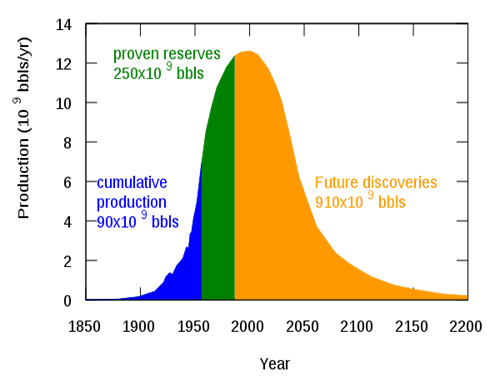 14
12
10
8
6
4
2
0
Production (10 9 bbls/yr)
proven reserves
250x10 9 bbls
cumulative
production
90x10 9 bbls
Future discoveries
910x10 9 bbls
1850 1900 1950 2000 2050 2100 2150 2200
Year